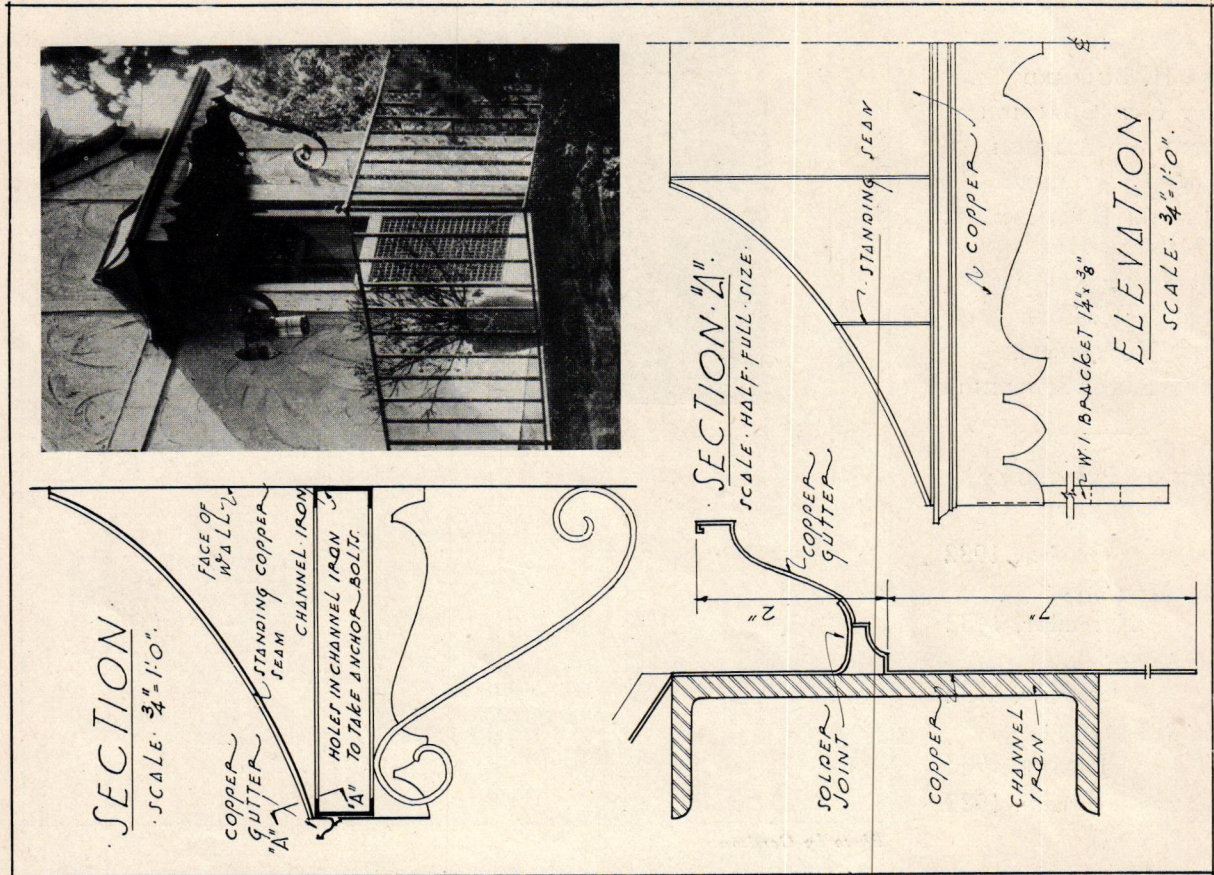 SECTION
SCALE · 3/4" = 1'·0".
FACE OF
WALL
STANDING COPPER
SEAM
CHANNEL · IRON
COPPER
GUTTER
"A"
HOLES IN CHANNEL IRON
TO TAKE ANCHOR BOLTS.
"A"
SECTION · "A".
SCALE · HALF · FULL · SIZE.
COPPER
GUTTER
2"
7"
SOLDER
JOINT
COPPER
CHANNEL
IRON
STANDING SEAM
COPPER
W·I· BRACKET 1¼" x 3/8"
ELEVATION
SCALE · 3/4" = 1'·0".